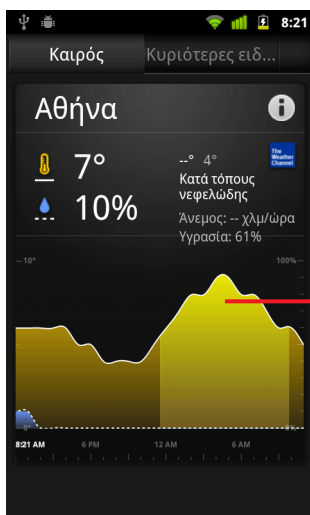 8:21
Καιρός Κυριότερες ειδ...
Αθήνα
7°
10%
--° 4°
Κατά τόπους
νεφελώδης
Άνεμος: -- χλμ/ώρα
Υγρασία: 61%
The
Weather
Channel
10° 100%
0° 0%
8:21 AM 6 PM 12 AM 6 AM